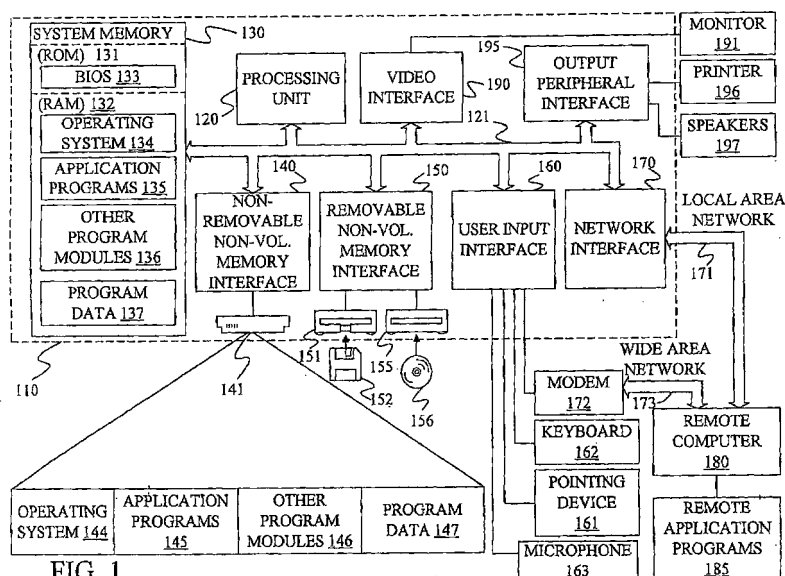 SYSTEM MEMORY
130
(ROM) 131
BIOS 133
(RAM) 132
OPERATING
SYSTEM 134
APPLICATION
PROGRAMS 135
OTHER
PROGRAM
MODULES 136
PROGRAM
DATA 137
110
PROCESSING
UNIT
120
VIDEO
INTERFACE
190
195
OUTPUT
PERIPHERAL
INTERFACE
MONITOR
191
PRINTER
196
SPEAKERS
197
121
140
NON-
REMOVABLE
NON-VOL.
MEMORY
INTERFACE
150
REMOVABLE
NON-VOL.
MEMORY
INTERFACE
160
USER INPUT
INTERFACE
170
NETWORK
INTERFACE
LOCAL AREA
NETWORK
171
141
151
152
155
156
WIDE AREA
NETWORK
173
MODEM
172
KEYBOARD
162
POINTING
DEVICE
161
MICROPHONE
163
REMOTE
COMPUTER
180
REMOTE
APPLICATION
PROGRAMS
185
OPERATING
SYSTEM 144
APPLICATION
PROGRAMS
145
OTHER
PROGRAM
MODULES 146
PROGRAM
DATA 147
FIG. 1